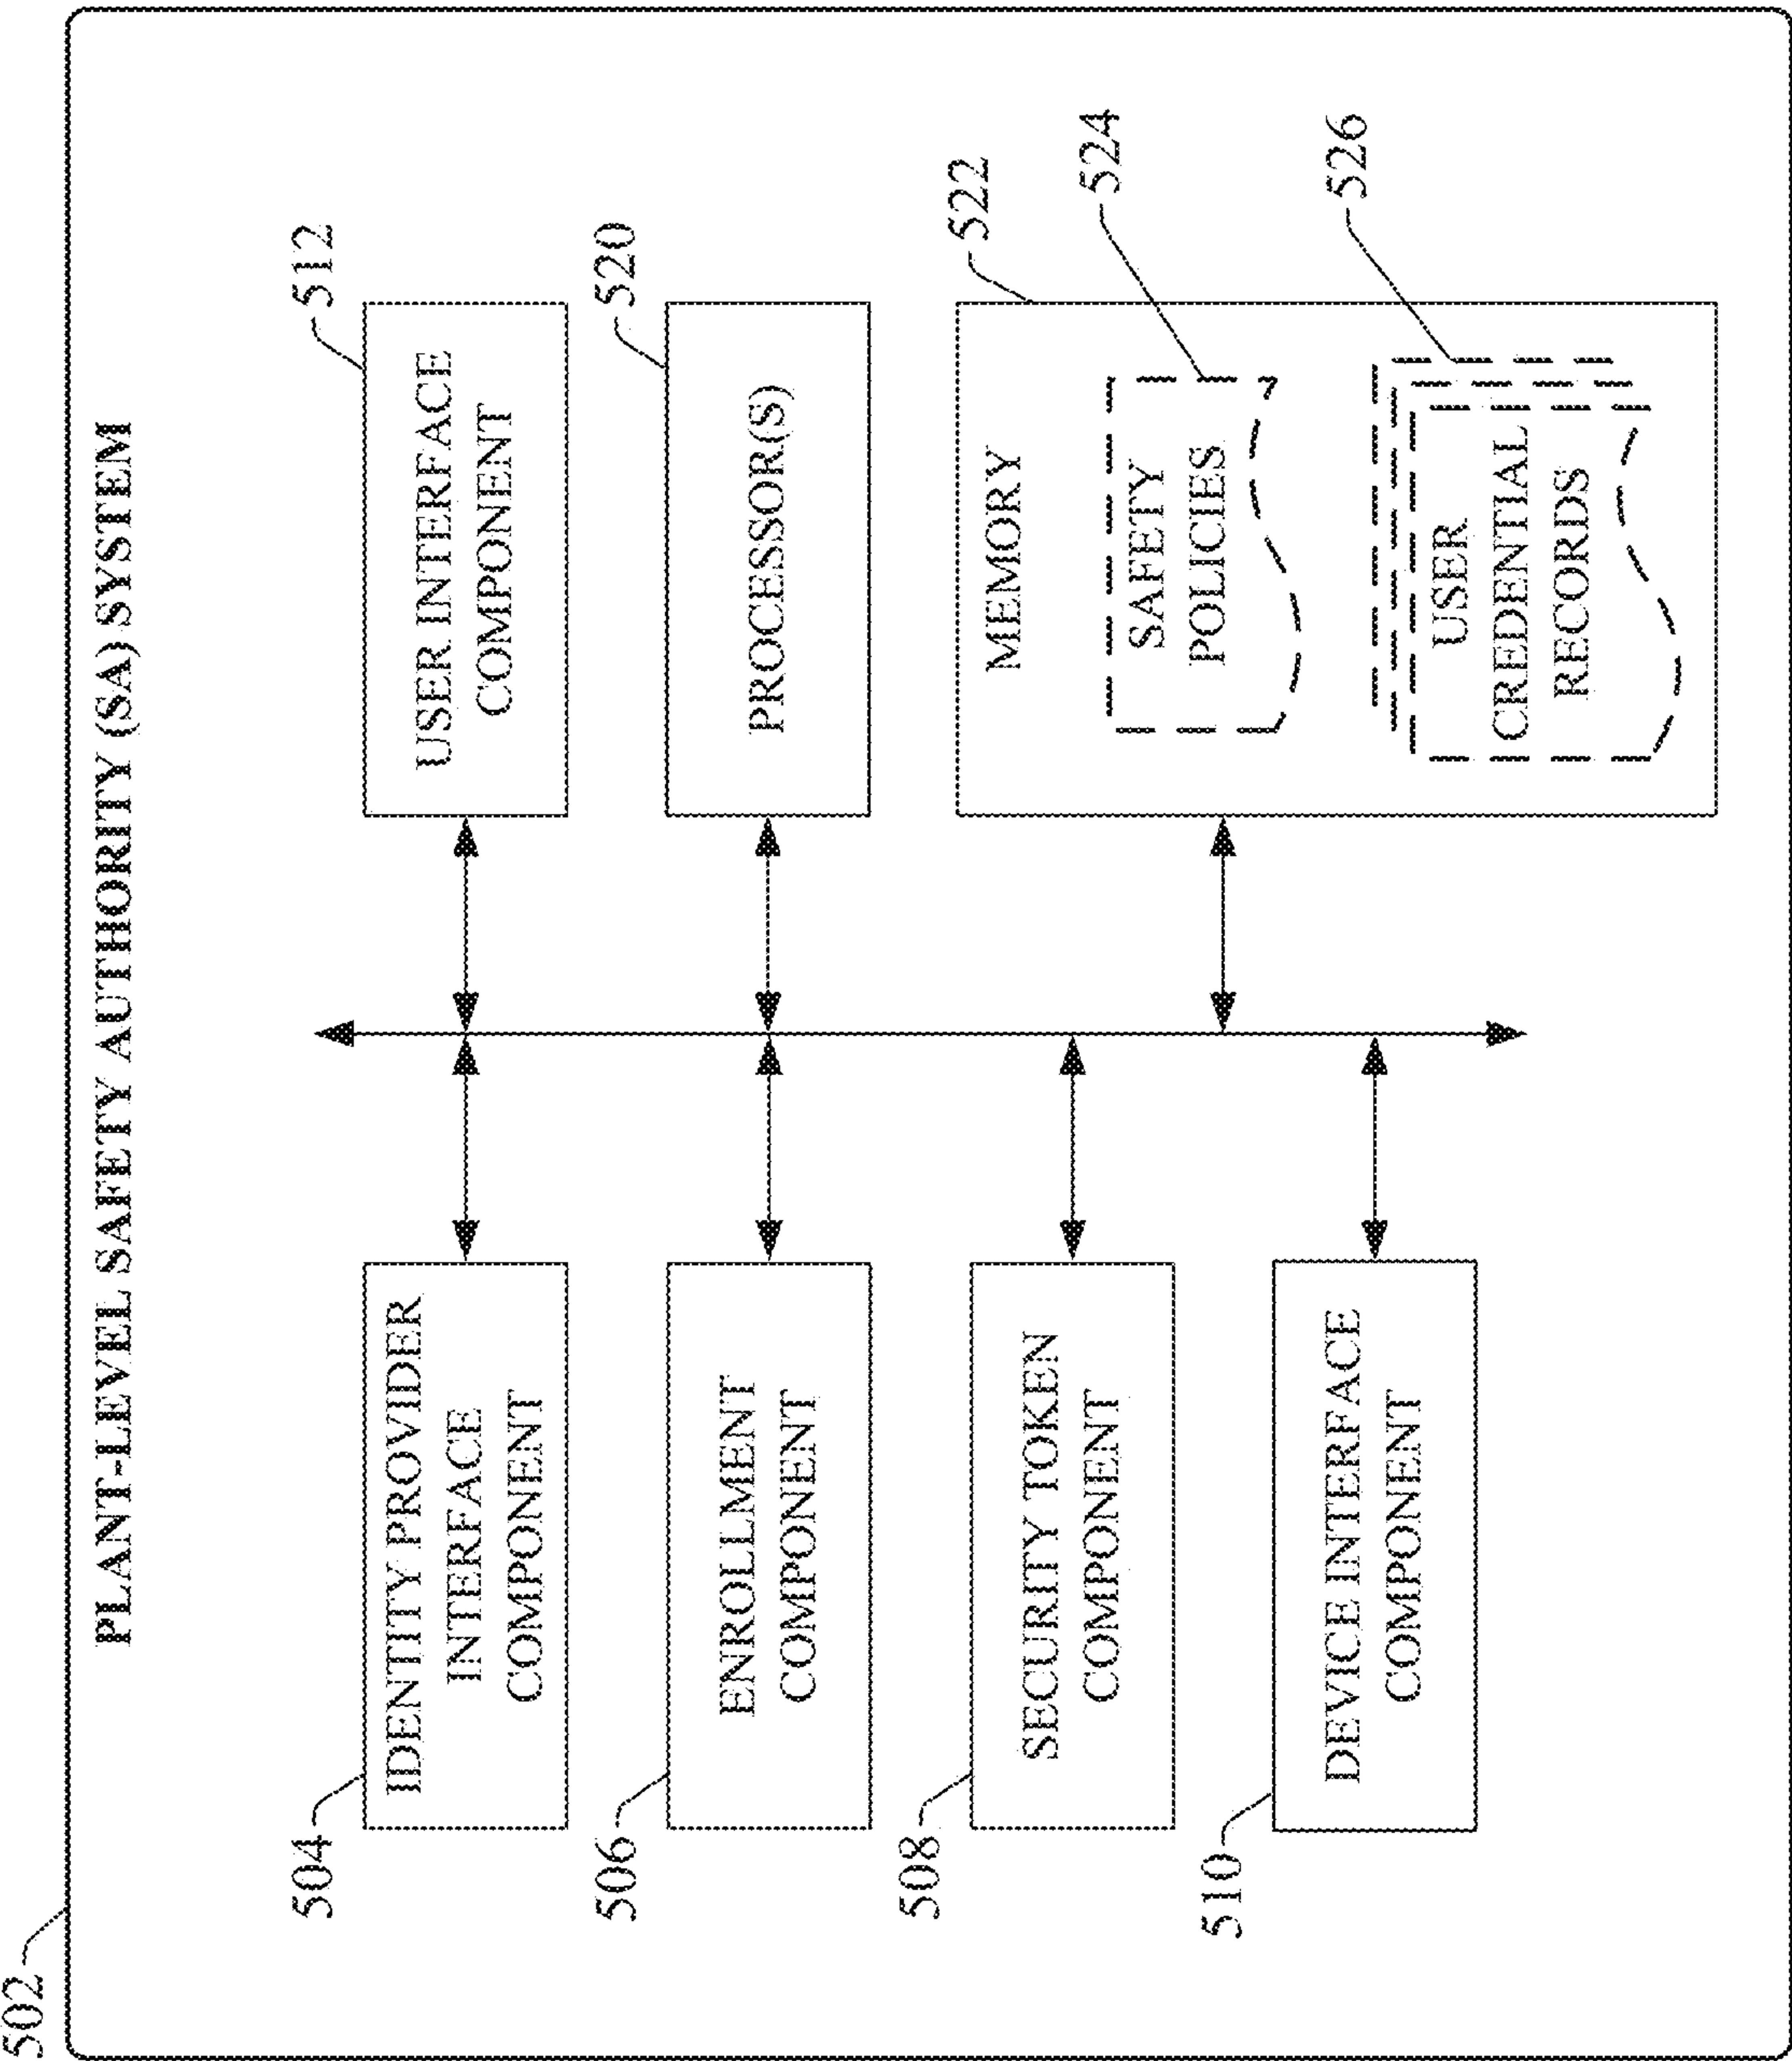 502
PLANT-LEVEL SAFETY AUTHORITY (SA) SYSTEM
504
IDENTITY PROVIDER
INTERFACE
COMPONENT
506
ENROLLMENT
COMPONENT
508
SECURITY TOKEN
COMPONENT
510
DEVICE INTERFACE
COMPONENT
512
USER INTERFACE
COMPONENT
520
PROCESSOR(S)
522
MEMORY
524
SAFETY
POLICIES
526
USER
CREDENTIAL
RECORDS